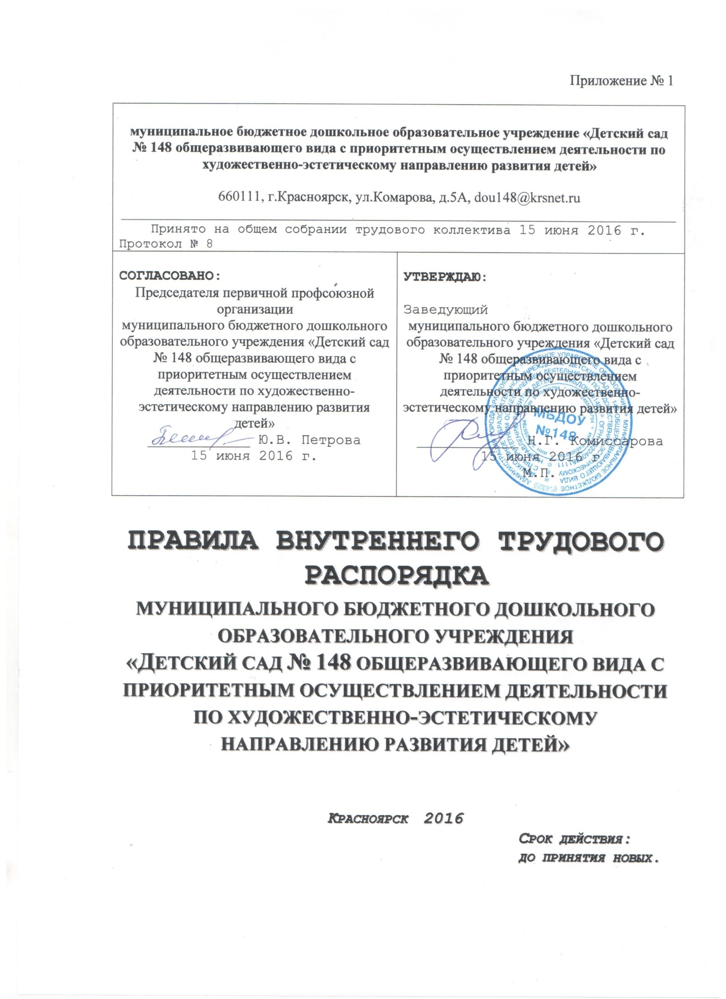 Приложение № 1
муниципальное бюджетное дошкольное образовательное учреждение «Детский сад
№ 148 общеразвивающего вида с приоритетным осуществлением деятельности по
художественно-эстетическому направлению развития детей»
660111, г.Красноярск, ул.Комарова, д.5А, dou148@krsnet.ru
Принято на общем собрании трудового коллектива 15 июня 2016 г.
Протокол № 8
СОГЛАСОВАНО:
Председателя первичной профсоюзной
организации
муниципального бюджетного дошкольного
образовательного учреждения «Детский сад
№ 148 общеразвивающего вида с
приоритетным осуществлением
деятельности по художественно-
эстетическому направлению развития
детей»
Ю.В. Петрова
15 июня 2016 г.
УТВЕРЖДАЮ:
Заведующий
муниципального бюджетного дошкольного
образовательного учреждения «Детский сад
№ 148 общеразвивающего вида с
приоритетным осуществлением
деятельности по художественно-
эстетическому направлению развития детей»
МБДОУ
№148
Н.Г. Комиссарова
15 июня 2016 г
М.П.
ПРАВИЛА ВНУТРЕННЕГО ТРУДОВОГО
РАСПОРЯДКА
МУНИЦИПАЛЬНОГО БЮДЖЕТНОГО ДОШКОЛЬНОГО
ОБРАЗОВАТЕЛЬНОГО УЧРЕЖДЕНИЯ
«ДЕТСКИЙ САД № 148 ОБЩЕРАЗВИВАЮЩЕГО ВИДА С
ПРИОРИТЕТНЫМ ОСУЩЕСТВЛЕНИЕМ ДЕЯТЕЛЬНОСТИ
ПО ХУДОЖЕСТВЕННО-ЭСТЕТИЧЕСКОМУ
НАПРАВЛЕНИЮ РАЗВИТИЯ ДЕТЕЙ»
КРАСНОЯРСК 2016
СРОК ДЕЙСТВИЯ:
ДО ПРИНЯТИЯ НОВЫХ.